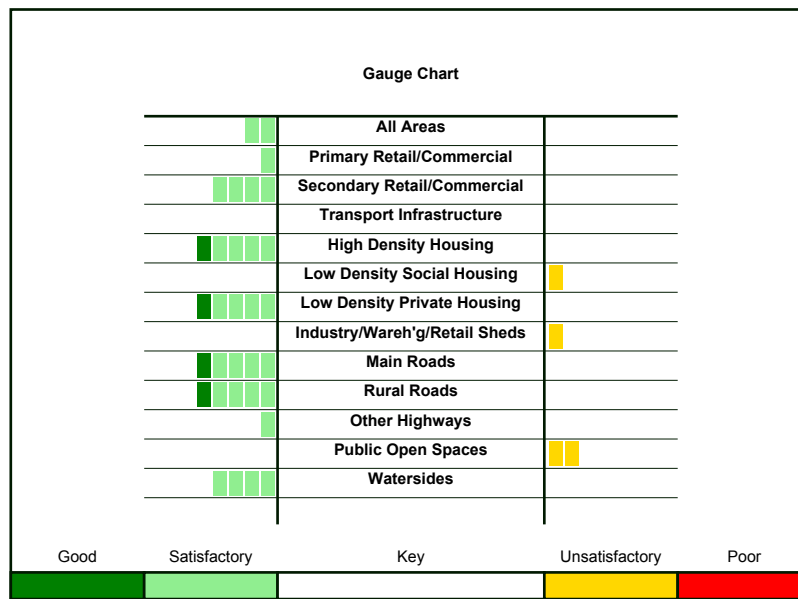 Gauge Chart
All Areas
Primary Retail/Commercial
Secondary Retail/Commercial
Transport Infrastructure
High Density Housing
Low Density Social Housing
Low Density Private Housing
Industry/Wareh'g/Retail Sheds
Main Roads
Rural Roads
Other Highways
Public Open Spaces
Watersides
Good Satisfactory Key Unsatisfactory Poor